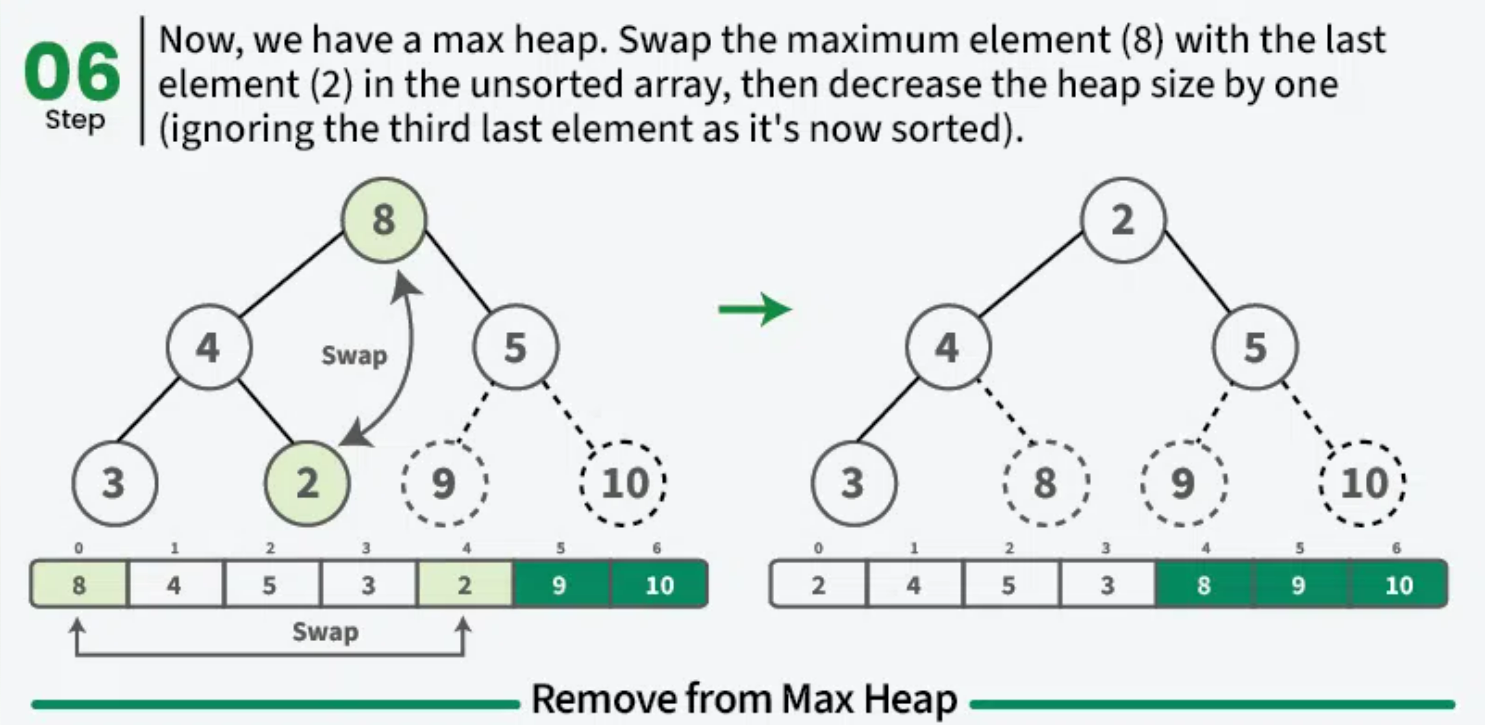 06
Step
Now, we have a max heap. Swap the maximum element (8) with the last
element (2) in the unsorted array, then decrease the heap size by one
(ignoring the third last element as it's now sorted).
8
4
Swap
5
3
2
9
10
0 1 2 3 4 5 6
8 4 5 3 2 9 10
Swap
2
4
5
3
8
9
10
0 1 2 3 4 5 6
2 4 5 3 8 9 10
Remove from Max Heap